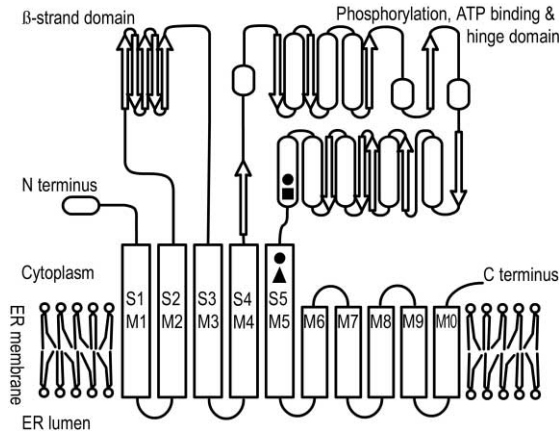 ß-strand domain
Phosphorylation, ATP binding &
hinge domain
N terminus
Cytoplasm
C terminus
S1 S2 S3 S4 S5
M1 M2 M3 M4 M5 M6 M7 M8 M9 M10
ER membrane
ER lumen